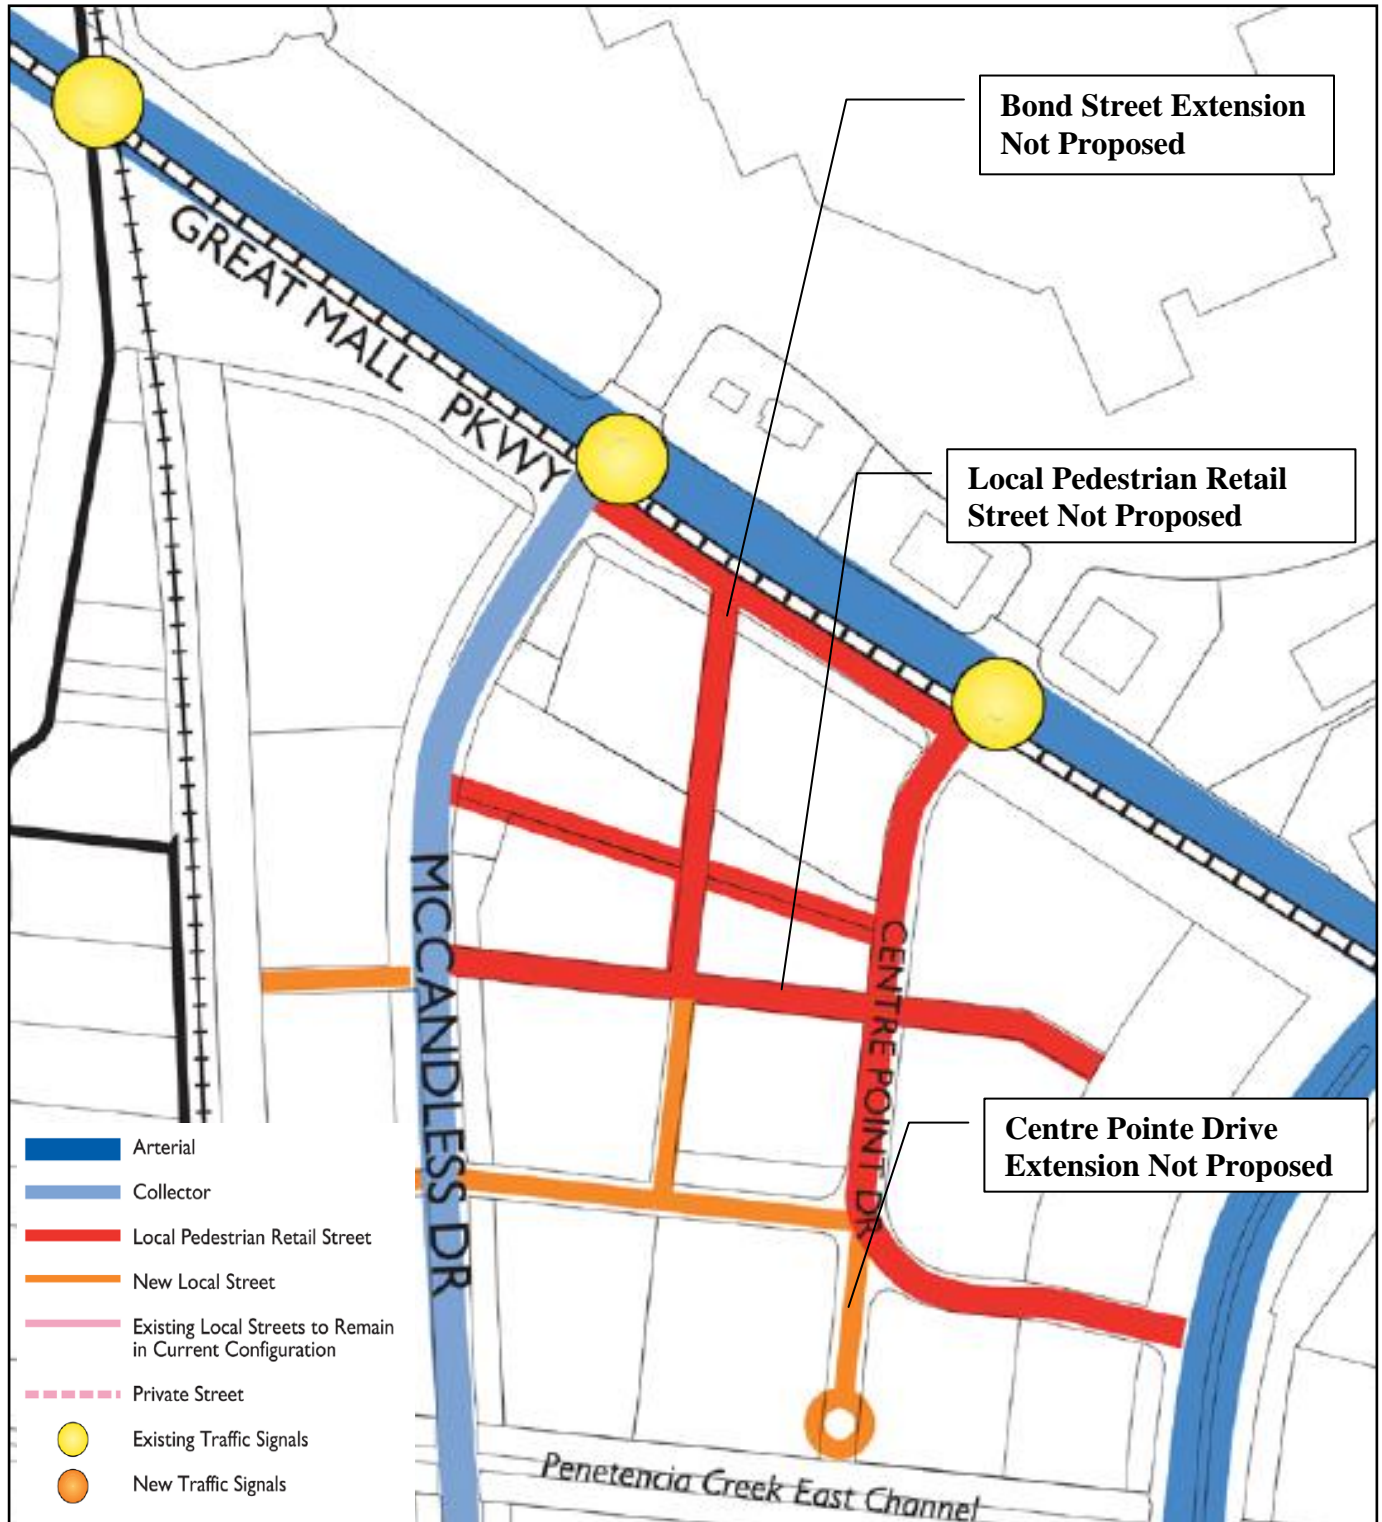 Bond Street Extension
Not Proposed
GREAT MALL PKWY
Local Pedestrian Retail
Street Not Proposed
MCCANDLESS DR
CENTRE POINT DR
Centre Pointe Drive
Extension Not Proposed
Arterial
Collector
Local Pedestrian Retail Street
New Local Street
Existing Local Streets to Remain
in Current Configuration
Private Street
Existing Traffic Signals
New Traffic Signals
Penetencia Creek East Channel